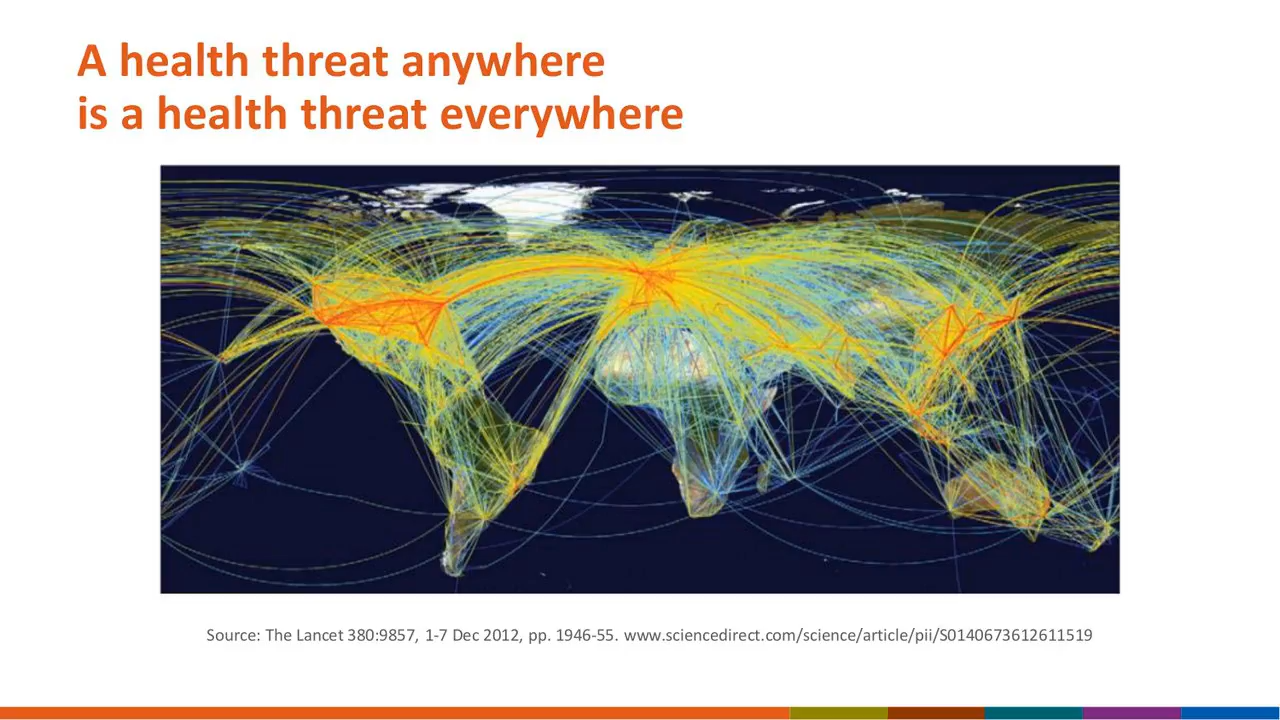 A health threat anywhere
is a health threat everywhere
Source: The Lancet 380:9857, 1-7 Dec 2012, pp. 1946-55. www.sciencedirect.com/science/article/pii/S0140673612611519